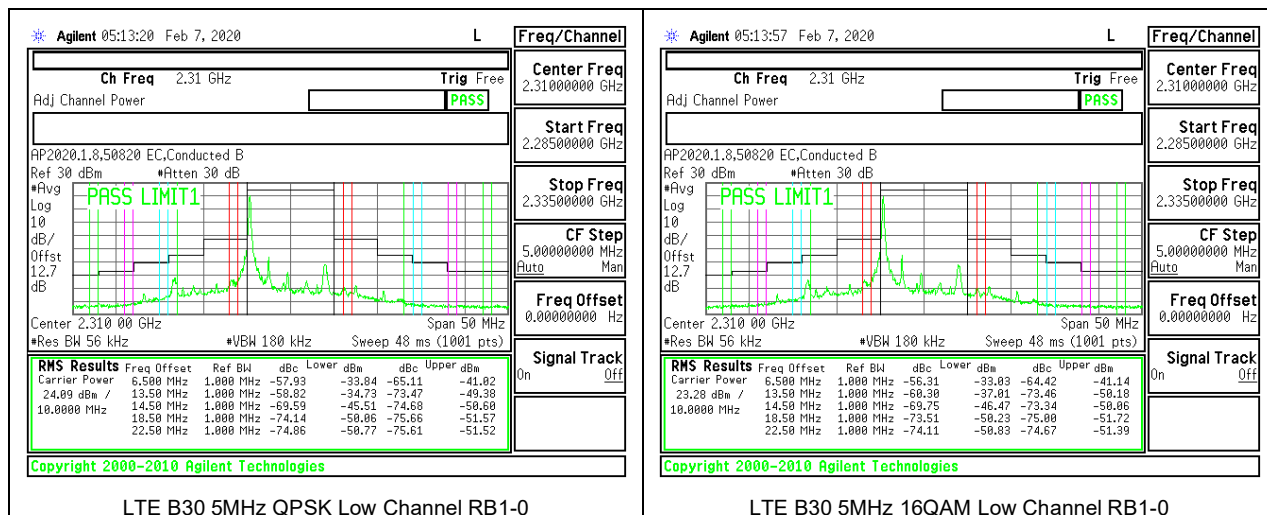 Agilent 05:13:20 Feb 7, 2020 L
Freq/Channel
Ch Freq 2.31 GHz Trig Free
Adj Channel Power PASS
AP2020.1.8,50820 EC,Conducted B
Ref 30 dBm #Atten 30 dB
#Avg
Log
10
dB/
Offst
12.7
dB
PASS LIMIT1
Center 2.310 00 GHz Span 50 MHz
#Res BW 56 kHz #VBW 180 kHz Sweep 48 ms (1001 pts)
RMS Results Freq Offset Ref BW dBc Lower dBm dBc Upper dBm
Carrier Power 6.500 MHz 1.000 MHz -57.93 -33.84 -65.11 -41.02
24.09 dBm / 13.50 MHz 1.000 MHz -58.82 -34.73 -73.47 -49.38
10.0000 MHz 14.50 MHz 1.000 MHz -69.59 -45.51 -74.68 -50.60
18.50 MHz 1.000 MHz -74.14 -50.06 -75.66 -51.57
22.50 MHz 1.000 MHz -74.86 -50.77 -75.61 -51.52
Copyright 2000-2010 Agilent Technologies
Center Freq
2.31000000 GHz
Start Freq
2.28500000 GHz
Stop Freq
2.33500000 GHz
CF Step
5.00000000 MHz
Auto Man
Freq Offset
0.00000000 Hz
Signal Track
On Off
LTE B30 5MHz QPSK Low Channel RB1-0
Agilent 05:13:57 Feb 7, 2020 L
Freq/Channel
Ch Freq 2.31 GHz Trig Free
Adj Channel Power PASS
AP2020.1.8,50820 EC,Conducted B
Ref 30 dBm #Atten 30 dB
#Avg
Log
10
dB/
Offst
12.7
dB
PASS LIMIT1
Center 2.310 00 GHz Span 50 MHz
#Res BW 56 kHz #VBW 180 kHz Sweep 48 ms (1001 pts)
RMS Results Freq Offset Ref BW dBc Lower dBm dBc Upper dBm
Carrier Power 6.500 MHz 1.000 MHz -56.31 -33.03 -64.42 -41.14
23.28 dBm / 13.50 MHz 1.000 MHz -60.30 -37.01 -73.46 -50.18
10.0000 MHz 14.50 MHz 1.000 MHz -69.75 -46.47 -73.34 -50.06
18.50 MHz 1.000 MHz -73.51 -50.23 -75.00 -51.72
22.50 MHz 1.000 MHz -74.11 -50.83 -74.67 -51.39
Copyright 2000-2010 Agilent Technologies
Center Freq
2.31000000 GHz
Start Freq
2.28500000 GHz
Stop Freq
2.33500000 GHz
CF Step
5.00000000 MHz
Auto Man
Freq Offset
0.00000000 Hz
Signal Track
On Off
LTE B30 5MHz 16QAM Low Channel RB1-0